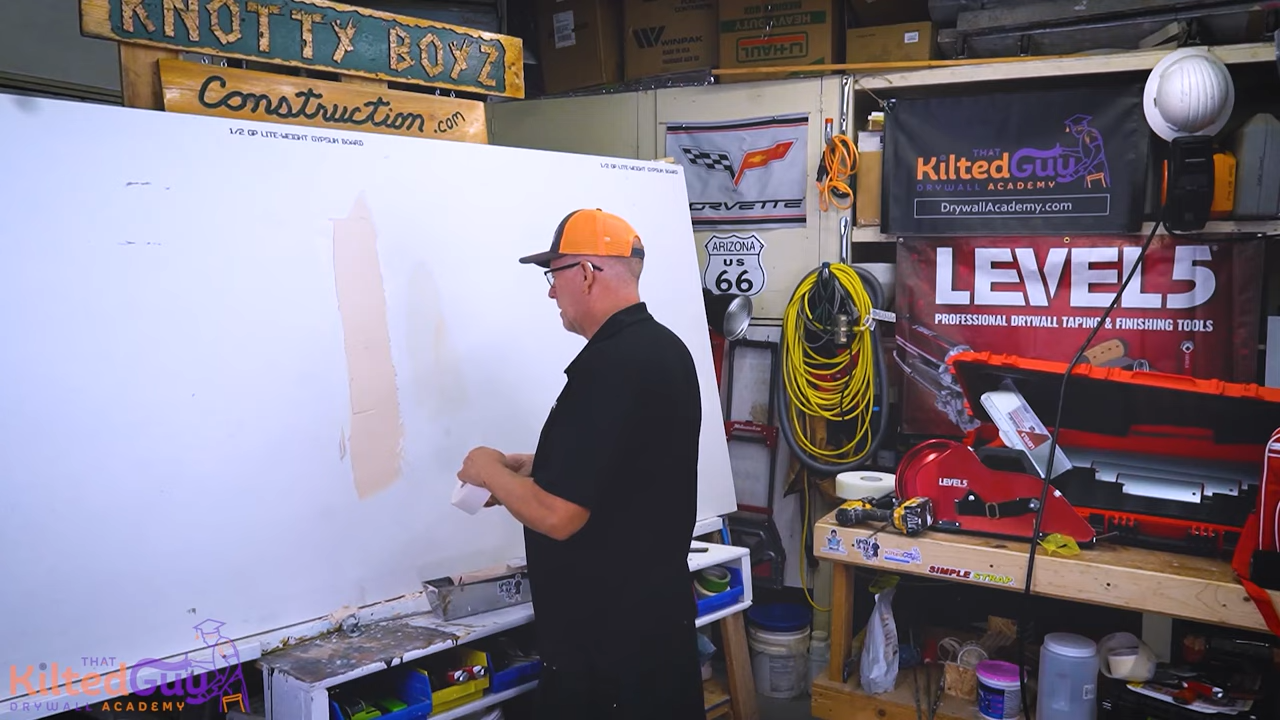 KNOTTY BOYZ
Construction.com
1/2 GP LITE-WEIGHT GYPSUM BOARD
1/2 GP LITE-WEIGHT GYPSUM BOARD
WINPAK
HEAVY DUTY
U-HAUL
CORVETTE
ARIZONA
US
66
THAT
KiltedGuy
DRYWALL ACADEMY
DrywallAcademy.com
LEVEL5
PROFESSIONAL DRYWALL TAPING & FINISHING TOOLS
LEVEL5
SIMPLE STRAP
THAT
KiltedGuy
DRYWALL ACADEMY